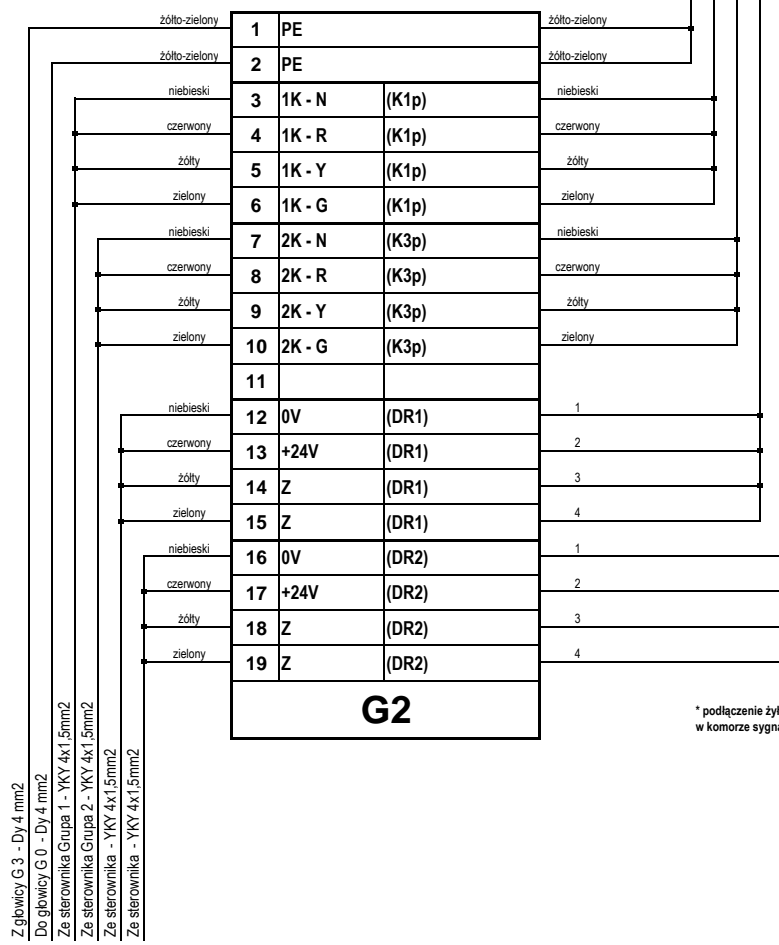 żółto-zielony 1 PE żółto-zielony
żółto-zielony 2 PE żółto-zielony
niebieski 3 1K - N (K1p) niebieski
czerwony 4 1K - R (K1p) czerwony
żółty 5 1K - Y (K1p) żółty
zielony 6 1K - G (K1p) zielony
niebieski 7 2K - N (K3p) niebieski
czerwony 8 2K - R (K3p) czerwony
żółty 9 2K - Y (K3p) żółty
zielony 10 2K - G (K3p) zielony
11
niebieski 12 0V (DR1) 1
czerwony 13 +24V (DR1) 2
żółty 14 Z (DR1) 3
zielony 15 Z (DR1) 4
niebieski 16 0V (DR2) 1
czerwony 17 +24V (DR2) 2
żółty 18 Z (DR2) 3
zielony 19 Z (DR2) 4
G2
* podłączenie żył
w komorze sygna
Z głowicy G 3 - Dy 4 mm2
Do głowicy G 0 - Dy 4 mm2
Ze sterownika Grupa 1 - YKY 4x1,5mm2
Ze sterownika Grupa 2 - YKY 4x1,5mm2
Ze sterownika - YKY 4x1,5mm2
Ze sterownika - YKY 4x1,5mm2